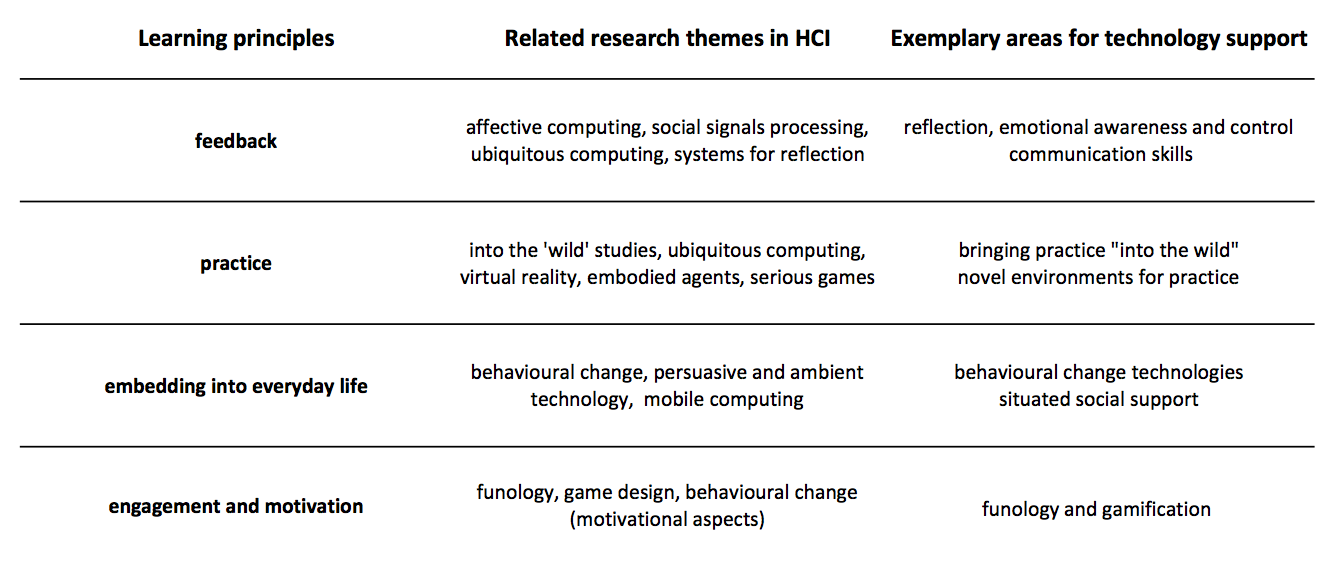 Learning principles
Related research themes in HCI
Exemplary areas for technology support
feedback
affective computing, social signals processing,
ubiquitous computing, systems for reflection
reflection, emotional awareness and control
communication skills
practice
into the 'wild' studies, ubiquitous computing,
virtual reality, embodied agents, serious games
bringing practice "into the wild"
novel environments for practice
embedding into everyday life
behavioural change, persuasive and ambient
technology,  mobile computing
behavioural change technologies
situated social support
engagement and motivation
funology, game design, behavioural change
(motivational aspects)
funology and gamification